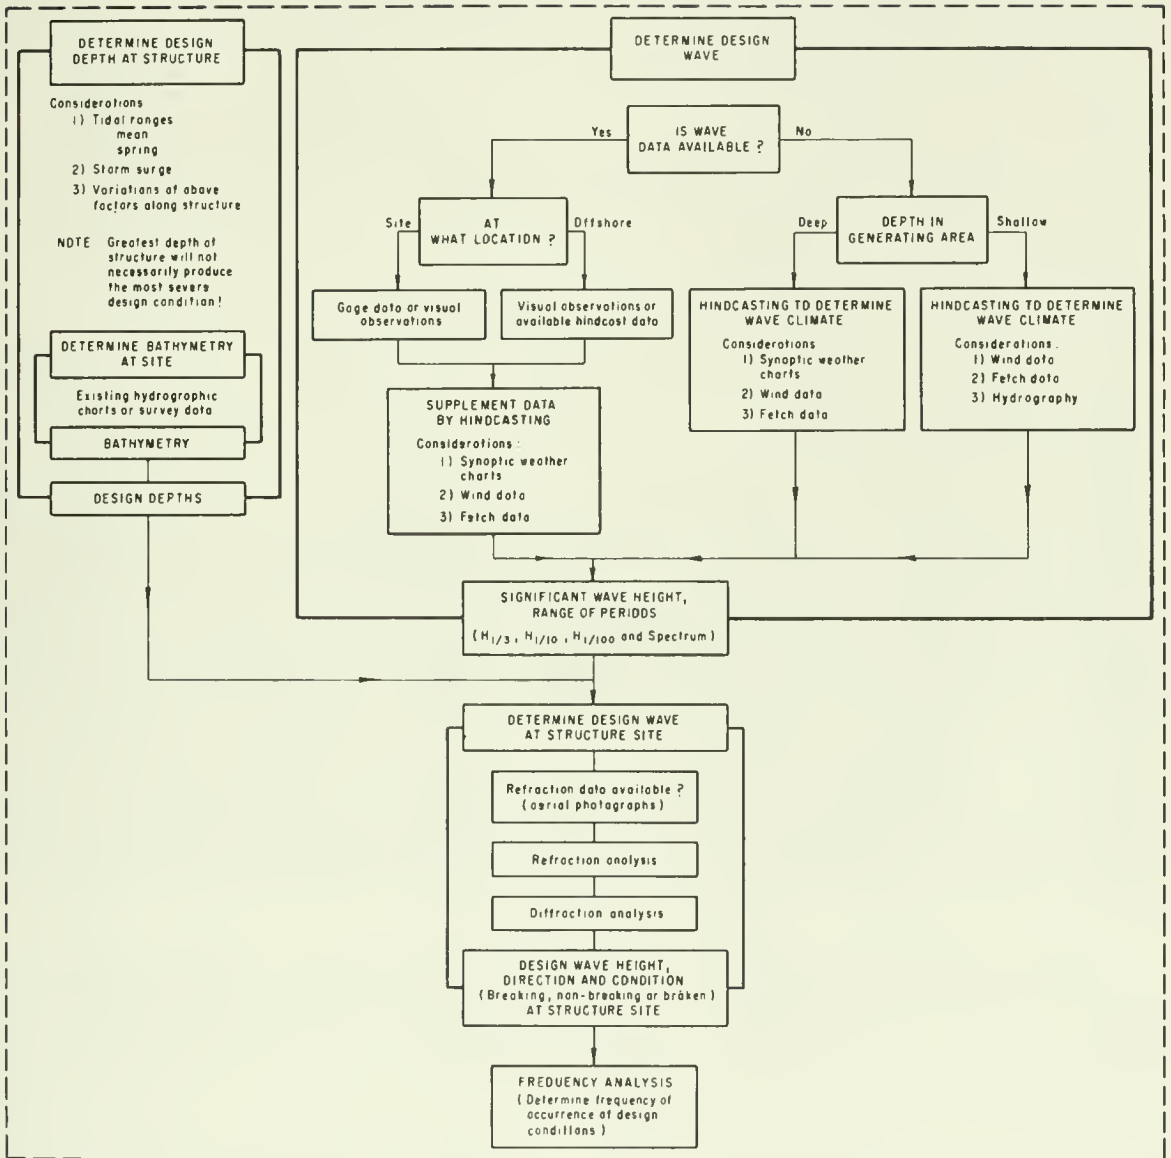 DETERMINE DESIGN
DEPTH AT STRUCTURE
Considerations
1) Tidal ranges
mean
spring
2) Storm surge
3) Variations of above
factors along structure
NOTE Greatest depth at
structure will not
necessarily produce
the most severe
design condition!
DETERMINE BATHYMETRY
AT SITE
Existing hydrographic
charts or survey data
BATHYMETRY
DESIGN DEPTHS
DETERMINE DESIGN
WAVE
IS WAVE
DATA AVAILABLE ?
Yes
No
AT
WHAT LOCATION ?
Site
Offshore
Gage data or visual
observations
Visual observations or
available hindcast data
SUPPLEMENT DATA
BY HINDCASTING
Considerations :
1) Synoptic weather
charts
2) Wind data
3) Fetch data
DEPTH IN
GENERATING AREA
Deep
Shallow
HINDCASTING TO DETERMINE
WAVE CLIMATE
Considerations
1) Synoptic weather
charts
2) Wind data
3) Fetch data
HINDCASTING TO DETERMINE
WAVE CLIMATE
Considerations :
1) Wind data
2) Fetch data
3) Hydrography
SIGNIFICANT WAVE HEIGHT,
RANGE OF PERIODS
(H1/3, H1/10, H1/100 and Spectrum)
DETERMINE DESIGN WAVE
AT STRUCTURE SITE
Refraction data available ?
(aerial photographs)
Refraction analysis
Diffraction analysis
DESIGN WAVE HEIGHT,
DIRECTION AND CONDITION
(Breaking, non-breaking or broken)
AT STRUCTURE SITE
FREQUENCY ANALYSIS
(Determine frequency of
occurrence of design
conditions)